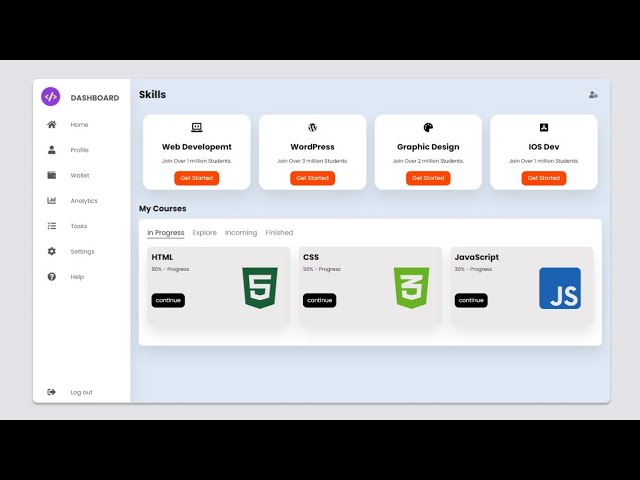 DASHBOARD
Home
Profile
Wallet
Analytics
Tasks
Settings
Help
Log out
Skills
Web Developemt
Join Over 1 million Students.
Get Started
WordPress
Join Over 3 million Students.
Get Started
Graphic Design
Join Over 2 million Students.
Get Started
IOS Dev
Join Over 1 million Students.
Get Started
My Courses
In Progress Explore Incoming Finished
HTML
80% - Progress
continue
5
CSS
50% - Progress
continue
3
JavaScript
30% - Progress
continue
JS